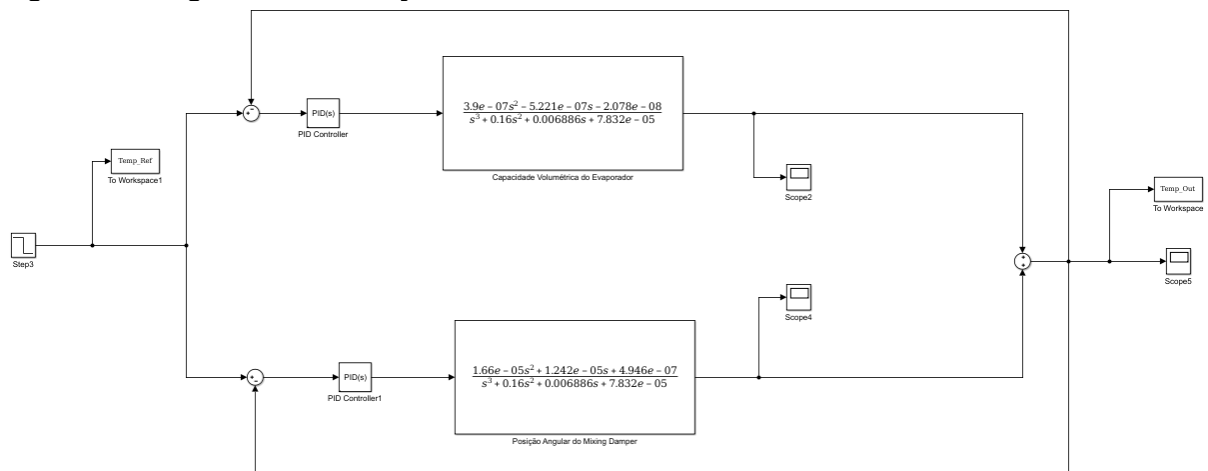 PID(s)
PID Controller
3.9e − 07s² − 5.221e − 07s − 2.078e − 08
s³ + 0.16s² + 0.006886s + 7.832e − 05
Capacidade Volumétrica do Evaporador
Temp_Ref
To Workspace1
Scope2
Temp_Out
To Workspace
Step3
Scope5
Scope4
PID(s)
PID Controller1
1.66e − 05s² + 1.242e − 05s + 4.946e − 07
s³ + 0.16s² + 0.006886s + 7.832e − 05
Posição Angular do Mixing Damper